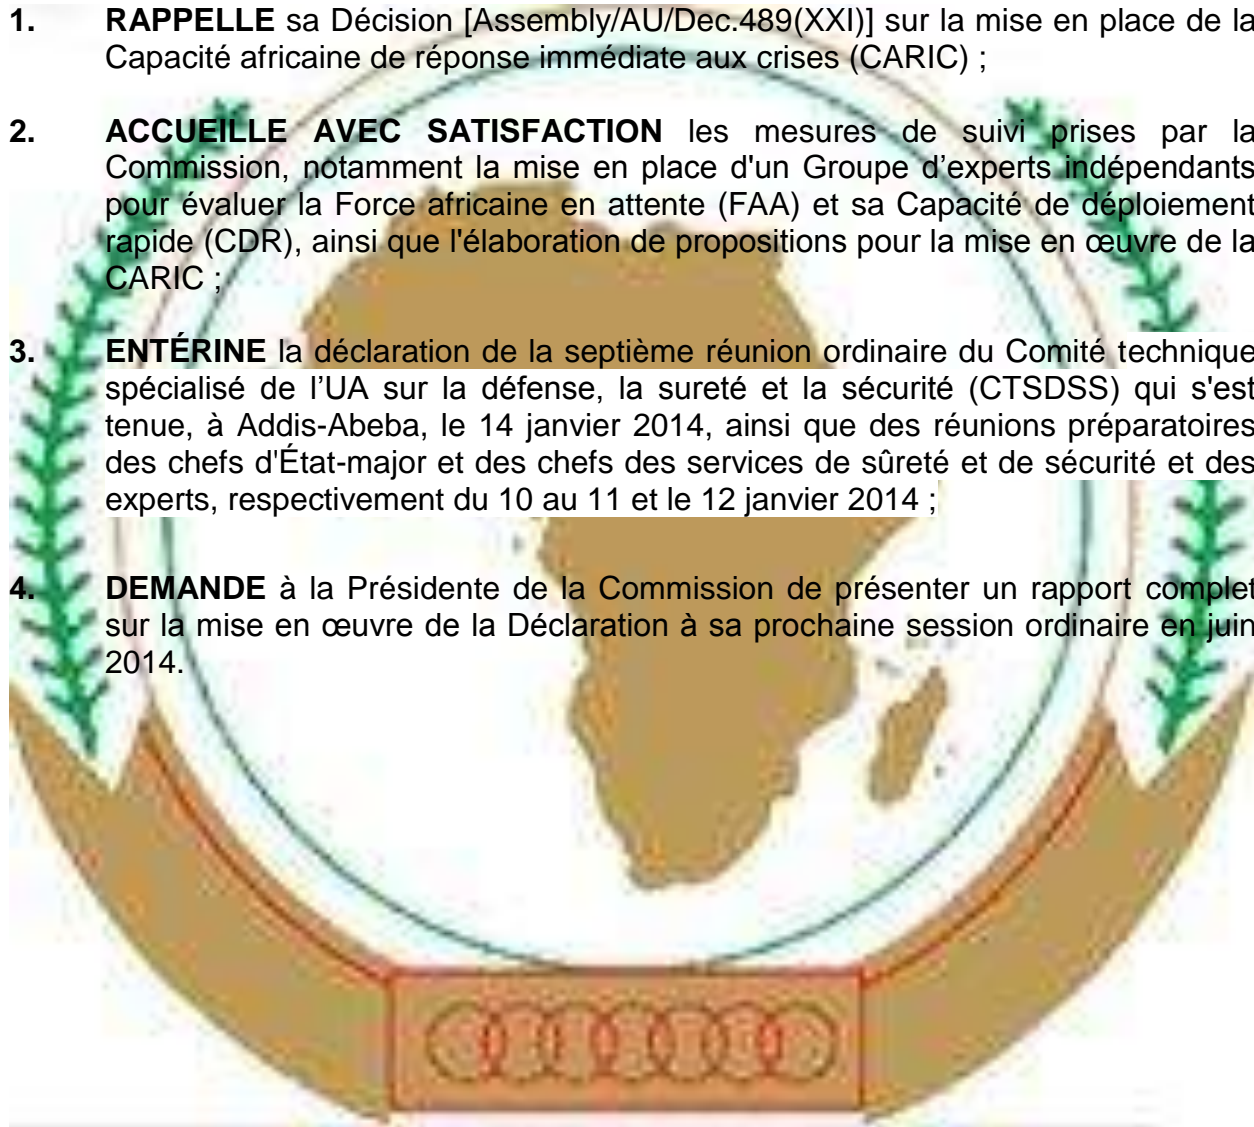 1. RAPPELLE sa Décision [Assembly/AU/Dec.489(XXI)] sur la mise en place de la
Capacité africaine de réponse immédiate aux crises (CARIC) ;
2. ACCUEILLE AVEC SATISFACTION les mesures de suivi prises par la
Commission, notamment la mise en place d'un Groupe d’experts indépendants
pour évaluer la Force africaine en attente (FAA) et sa Capacité de déploiement
rapide (CDR), ainsi que l'élaboration de propositions pour la mise en œuvre de la
CARIC ;
3. ENTÉRINE la déclaration de la septième réunion ordinaire du Comité technique
spécialisé de l’UA sur la défense, la sureté et la sécurité (CTSDSS) qui s'est
tenue, à Addis-Abeba, le 14 janvier 2014, ainsi que des réunions préparatoires
des chefs d'État-major et des chefs des services de sûreté et de sécurité et des
experts, respectivement du 10 au 11 et le 12 janvier 2014 ;
4. DEMANDE à la Présidente de la Commission de présenter un rapport complet
sur la mise en œuvre de la Déclaration à sa prochaine session ordinaire en juin
2014.